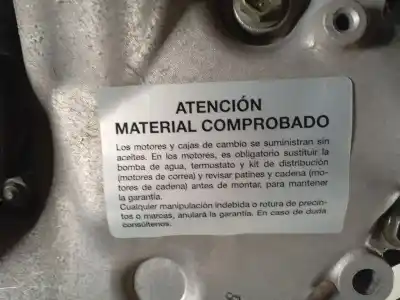 ATENCIÓN
MATERIAL COMPROBADO
Los motores y cajas de cambio se suministran sin
aceites. En los motores, es obligatorio sustituir la
bomba de agua, termostato y kit de distribución
(motores de correa) y revisar patines y cadena (mo-
tores de cadena) antes de montar, para mantener
la garantía.
Cualquier manipulación indebida o rotura de precin-
tos o marcas, anulará la garantía. En caso de duda
consúltenos.